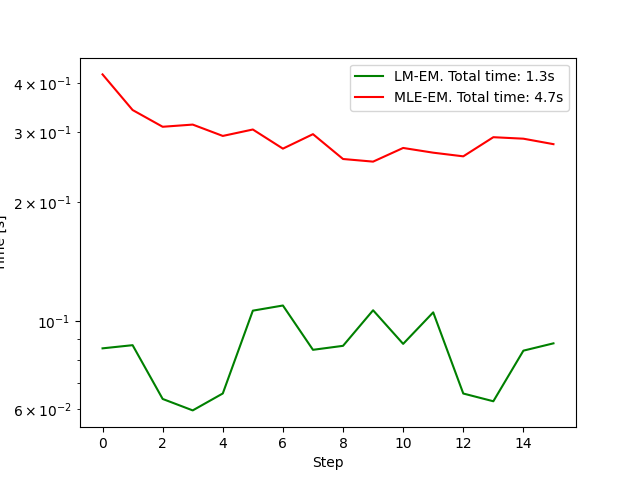 LM-EM. Total time: 1.3s
MLE-EM. Total time: 4.7s
4 × 10⁻¹
3 × 10⁻¹
2 × 10⁻¹
10⁻¹
6 × 10⁻²
[s]
0 2 4 6 8 10 12 14
Step